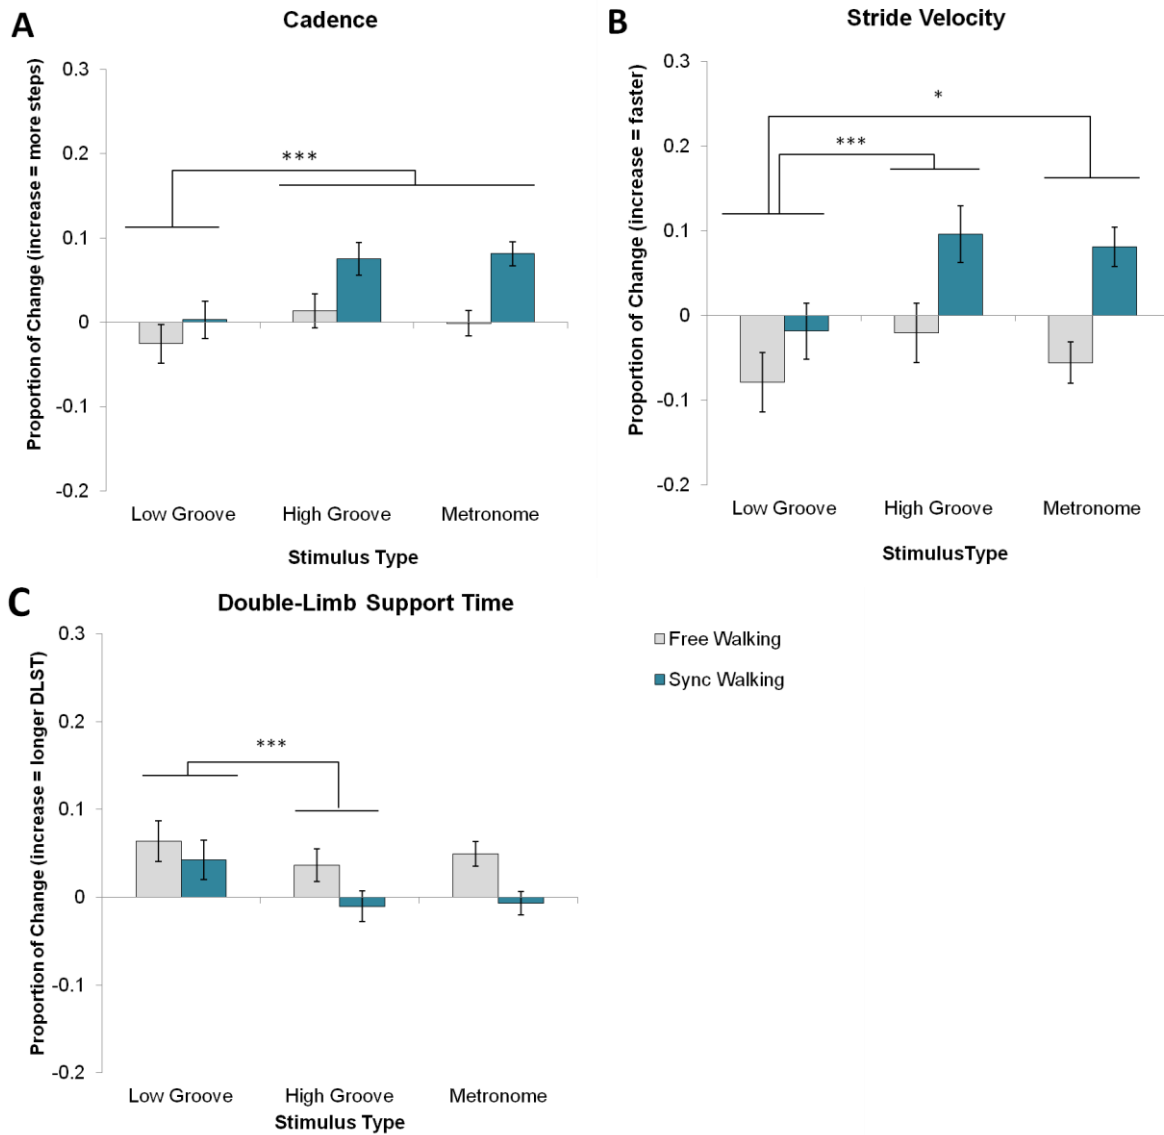 A
Cadence
Proportion of Change (increase = more steps)
0.3
0.2
0.1
0
-0.1
-0.2
***
Low Groove
High Groove
Metronome
Stimulus Type
B
Stride Velocity
Proportion of Change (increase = faster)
0.3
0.2
0.1
0
-0.1
-0.2
*
***
Low Groove
High Groove
Metronome
StimulusType
C
Double-Limb Support Time
Proportion of Change (increase = longer DLST)
0.3
0.2
0.1
0
-0.1
-0.2
***
Low Groove
High Groove
Metronome
Stimulus Type
Free Walking
Sync Walking